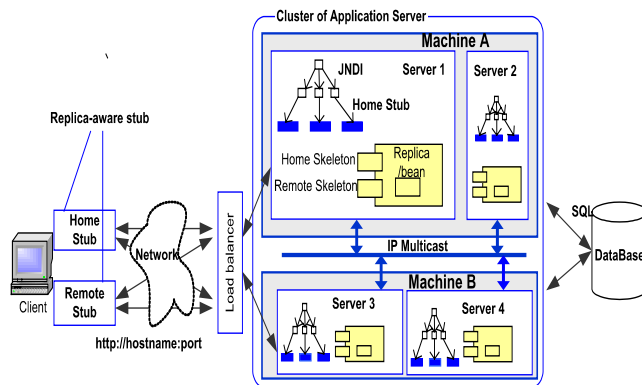 Cluster of Application Server
Machine A
JNDI
Server 1
Server 2
Home Stub
Replica-aware stub
Home Skeleton
Replica
/bean
Remote Skeleton
Home
Stub
Network
Load balancer
SQL
DataBase
IP Multicast
Client
Remote
Stub
Machine B
Server 3
Server 4
http://hostname:port